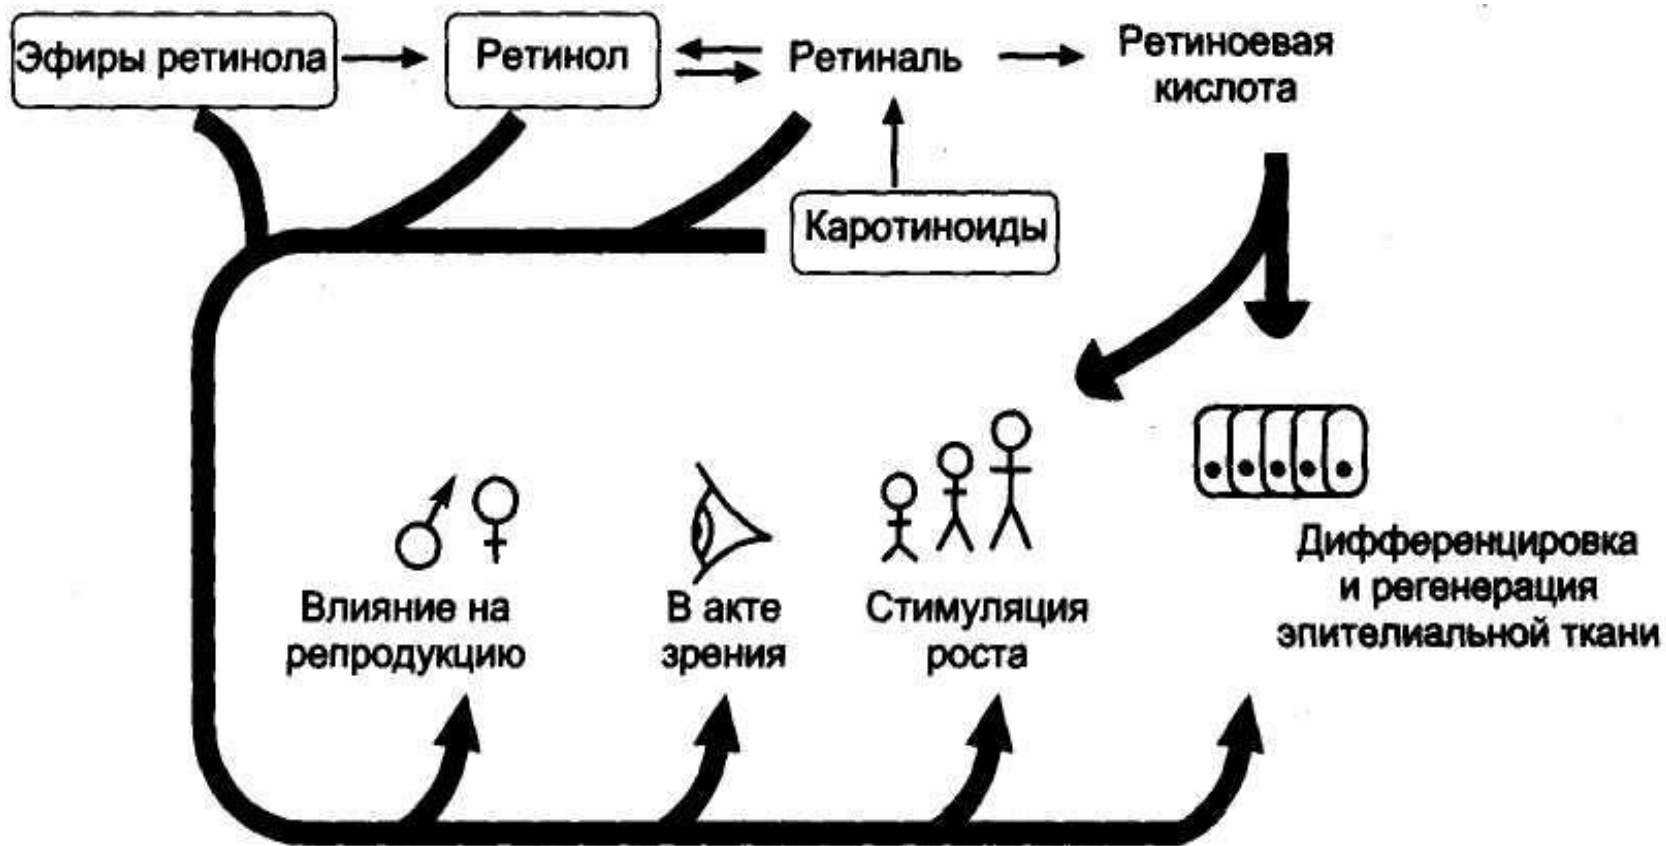 Эфиры ретинола
Ретинол
Ретиналь
Ретиноевая
кислота
Каротиноиды
Влияние на
репродукцию
В акте
зрения
Стимуляция
роста
Дифференцировка
и регенерация
эпителиальной ткани